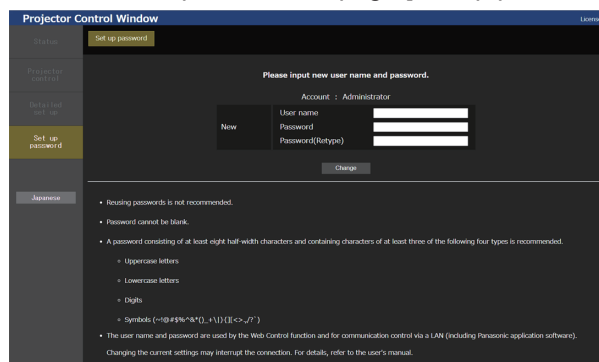 Projector Control Window
License
Status
Set up password
Projector
control
Please input new user name and password.
Detailed
set up
Account : Administrator
User name
New
Password
Password(Retype)
Set up
password
Change
Japanese
• Reusing passwords is not recommended.
• Password cannot be blank.
• A password consisting of at least eight half-width characters and containing characters of at least three of the following four types is recommended.
◦ Uppercase letters
◦ Lowercase letters
◦ Digits
◦ Symbols (~!@#$%^&*()_+\|}{][<>.,/?`)
• The user name and password are used by the Web Control function and for communication control via a LAN (including Panasonic application software).
Changing the current settings may interrupt the connection. For details, refer to the user's manual.